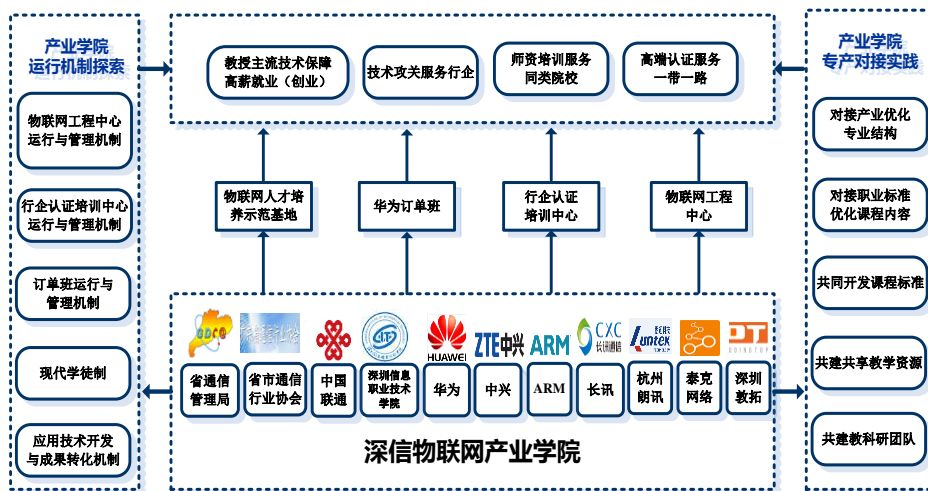 产业学院
运行机制探索
物联网工程中心
运行与管理机制
行企认证培训中心
运行与管理机制
订单班运行与
管理机制
现代学徒制
应用技术开发
与成果转化机制
教授主流技术保障
高薪就业（创业）
技术攻关服务行企
师资培训服务
同类院校
高端认证服务
一带一路
物联网人才培
养示范基地
华为订单班
行企认证
培训中心
物联网工程
中心
HUAWEI
ZTE中兴
ARM
CXC
长讯通信
DT
省通信
管理局
省市通信
行业协会
中国
联通
深圳信息
职业技术
学院
华为
中兴
ARM
长讯
杭州
朗讯
泰克
网络
深圳
敦拓
深信物联网产业学院
产业学院
专产对接实践
对接产业优化
专业结构
对接职业标准
优化课程内容
共同开发课程标准
共建共享教学资源
共建教科研团队